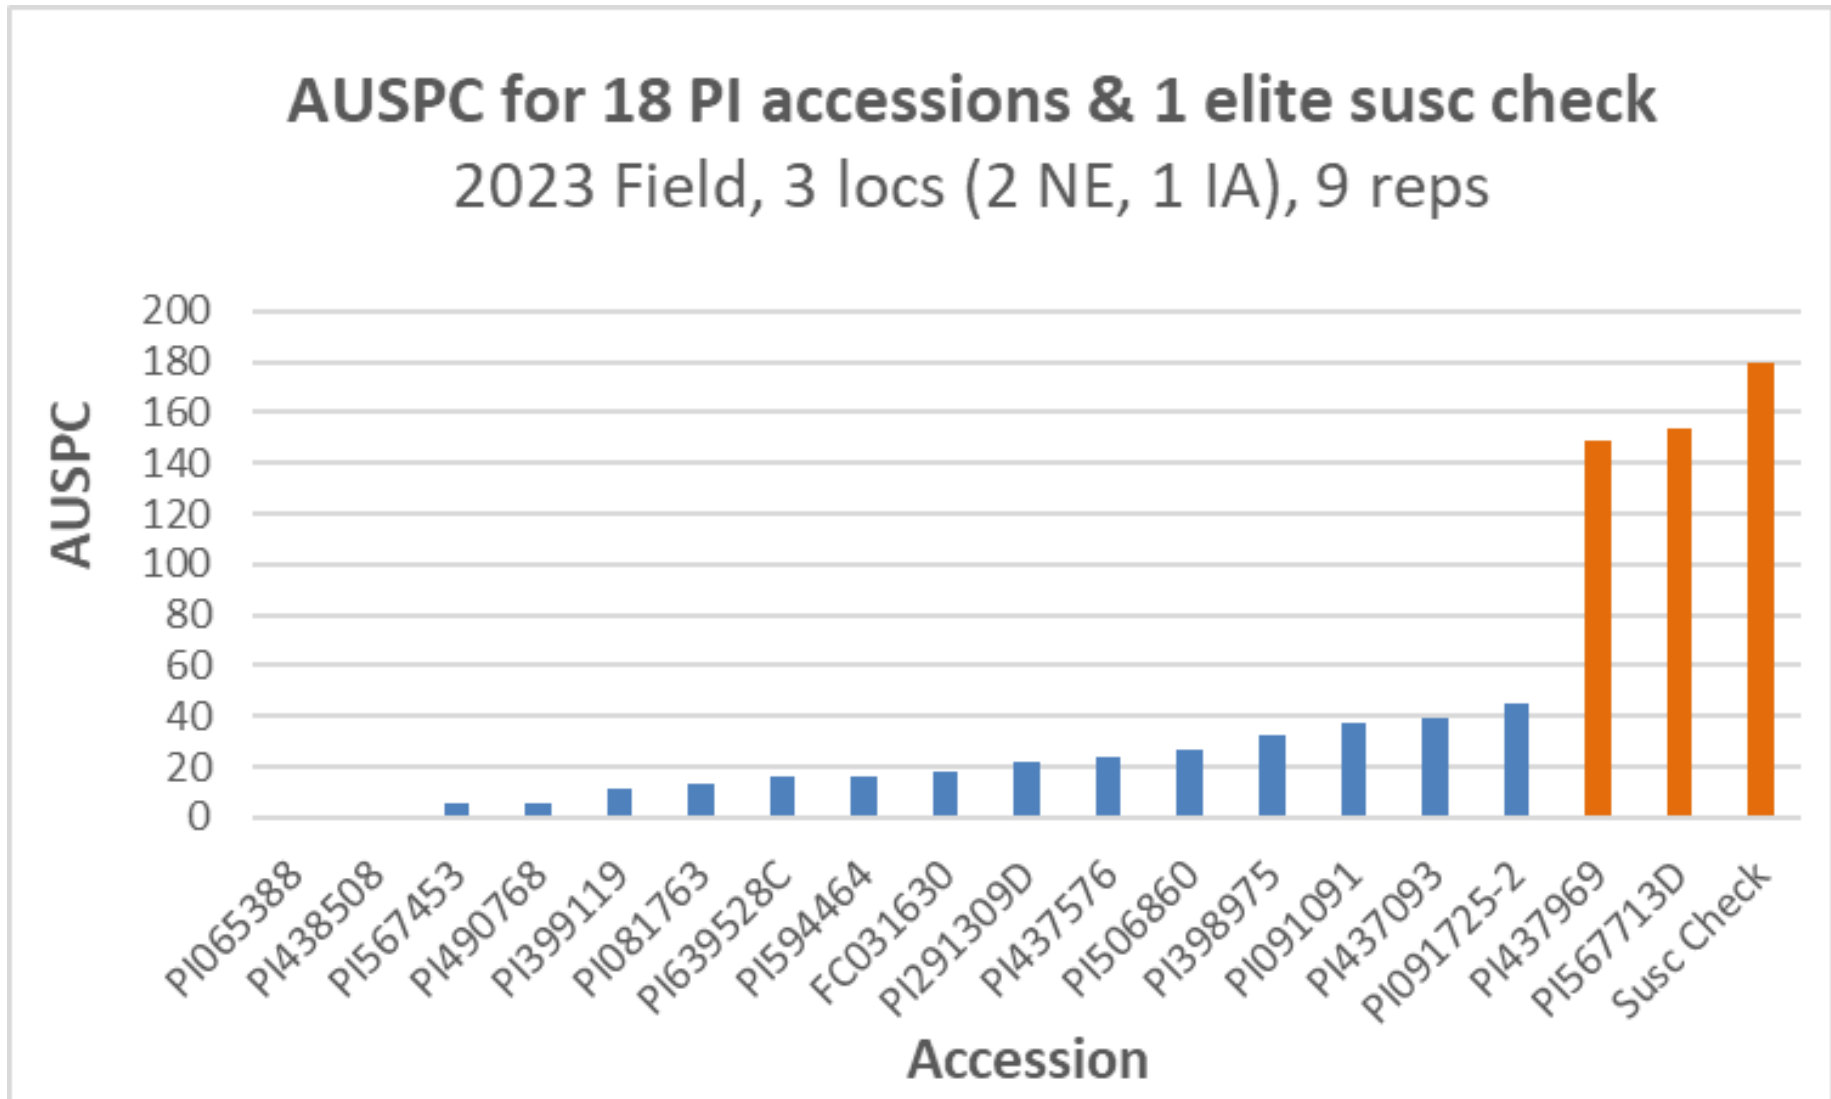 AUSPC for 18 PI accessions & 1 elite susc check
2023 Field, 3 locs (2 NE, 1 IA), 9 reps
AUSPC
200
180
160
140
120
100
80
60
40
20
0
PI065388
PI438508
PI567453
PI490768
PI399119
PI081763
PI639528C
PI594464
FC031630
PI291309D
PI437576
PI506860
PI398975
PI091091
PI437093
PI091725-2
PI437969
PI567713D
Susc Check
Accession